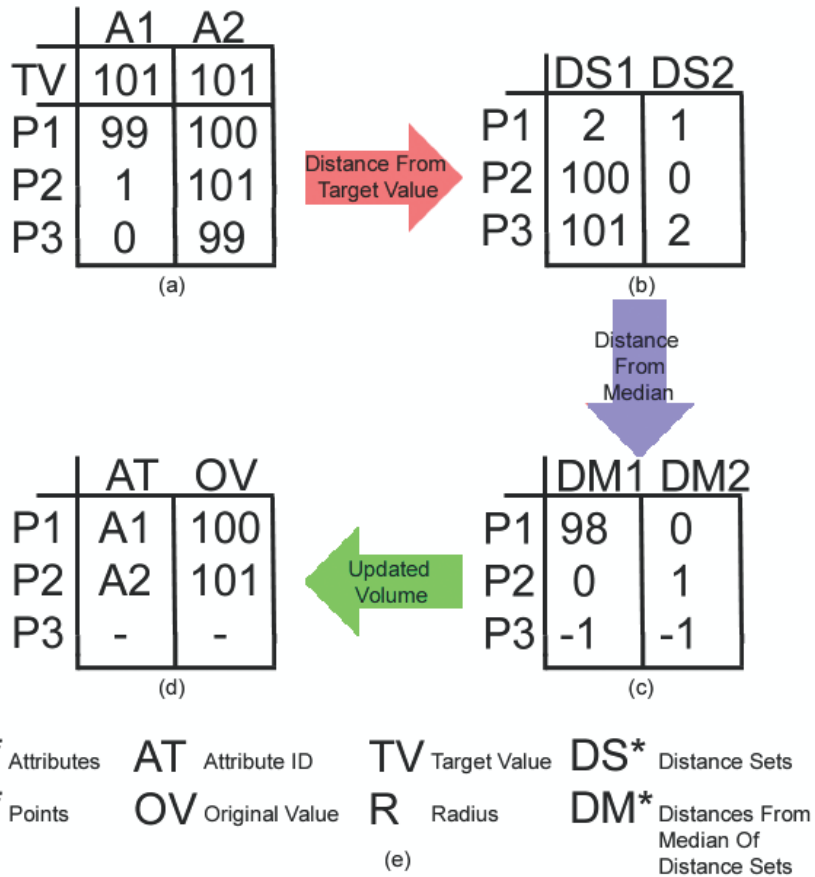 A1 A2
TV 101 101
P1 99 100
P2 1 101
P3 0 99
(a)
Distance From
Target Value
DS1 DS2
P1 2 1
P2 100 0
P3 101 2
(b)
Distance
From
Median
DM1 DM2
P1 98 0
P2 0 1
P3 -1 -1
(c)
Updated
Volume
AT OV
P1 A1 100
P2 A2 101
P3 - -
(d)
* Attributes AT Attribute ID TV Target Value DS* Distance Sets
* Points OV Original Value R Radius DM* Distances From
Median Of
Distance Sets
(e)